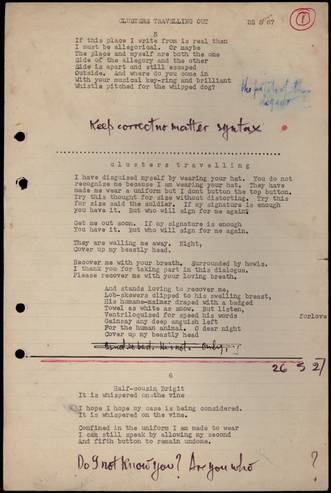 CLUSTERS TRAVELLING OUT
5
If this place I write from is real than
I must be allegorical. Or maybe
The place and myself are both the one
Side of the allegory and the other
Side is apart and still escaped
Outside. And where do you come in
With your musical key-ring and brilliant
Whistle pitched for the whipped dog?
Keep correct no matter syntax
clusters travelling
I have disguised myself by wearing your hat. You do not
recognise me because I am wearing your hat. They have
made me wear a uniform but I dont button the top button.
Try this thought for size without distorting. Try this
for size said the soldier. If my signature is enough
you have it. But who will sign for me again?
Get me out soon. If my signature is enough
You have it. But who will sign for me again.
They are walling me away. Night,
Cover up my beastly head.
Recover me with your breath. Surrounded by howls.
I thank you for taking part in this dialogue.
Please recover me with your loving breath.
And stands loving to recover me,
Lob-skewers clipped to his swelling breast,
His humane-mulner draped with a badged
Towel as white as snow. But listen,
Ventriloquised for speed his words forlove
Gainsay any deep anguish left
For the human animal. O dear night
Cover up my beastly head
26 5 27
6
Half-cousin Brigit
It is whispered on the vine
I hope I hope my case is being considered.
It is whispered on the vine.
Confined in the uniform I am made to wear
I can still speak by allowing my second
And fifth button to remain undone.
Do I not know you? Are you who ?